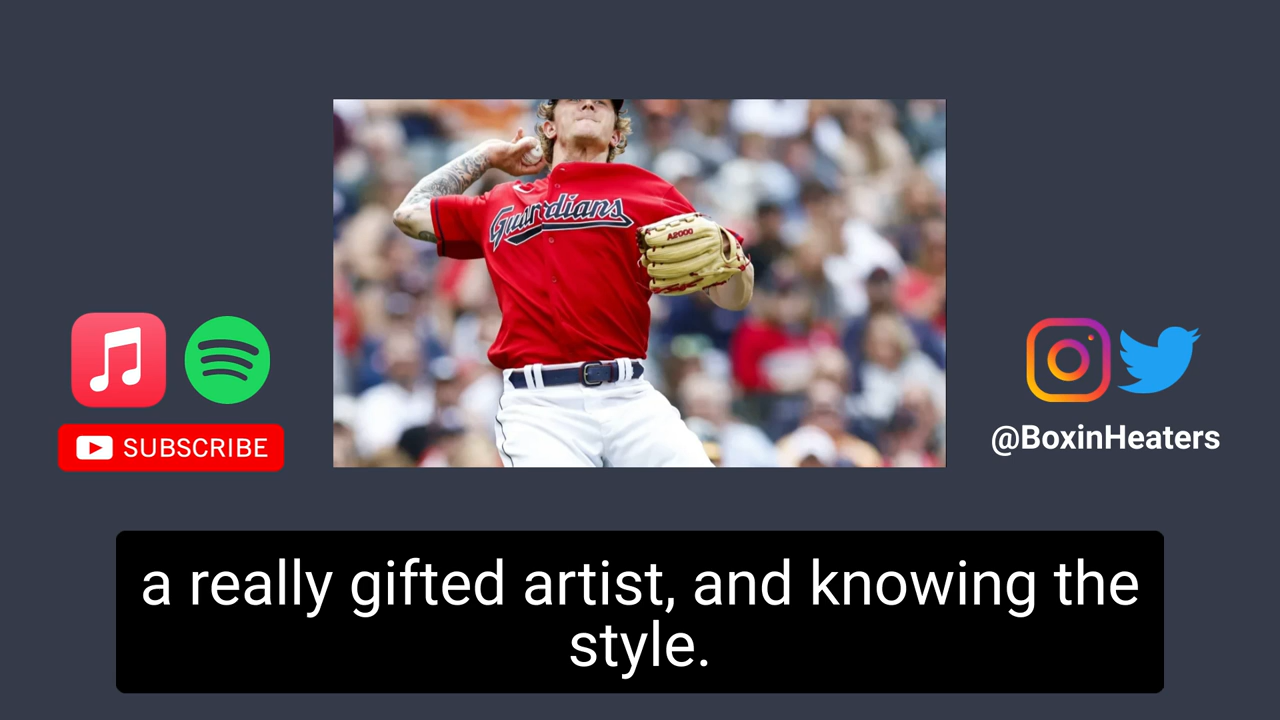 Guardians
A2000
SUBSCRIBE
@BoxinHeaters
a really gifted artist, and knowing the
style.